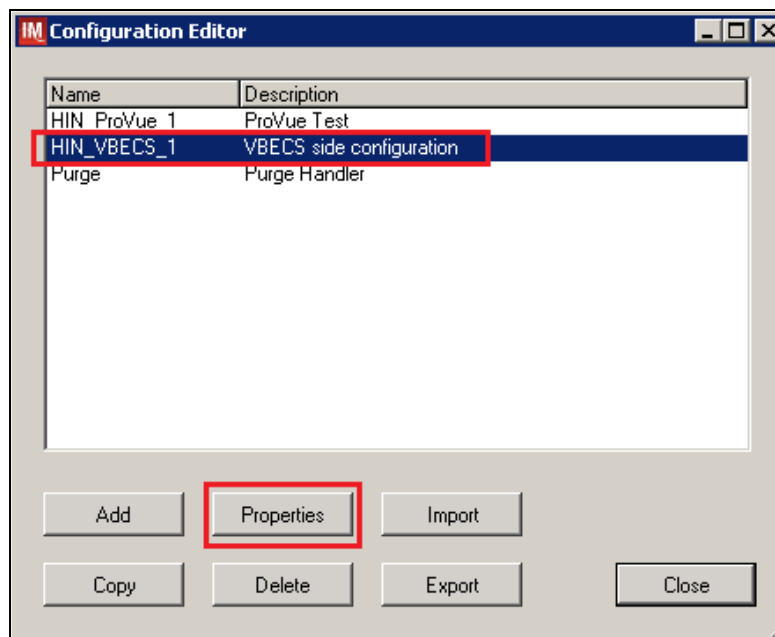 IM Configuration Editor
Name Description
HIN_ProVue_1 ProVue Test
HIN_VBECS_1 VBECS side configuration
Purge Purge Handler
Add Properties Import
Copy Delete Export Close